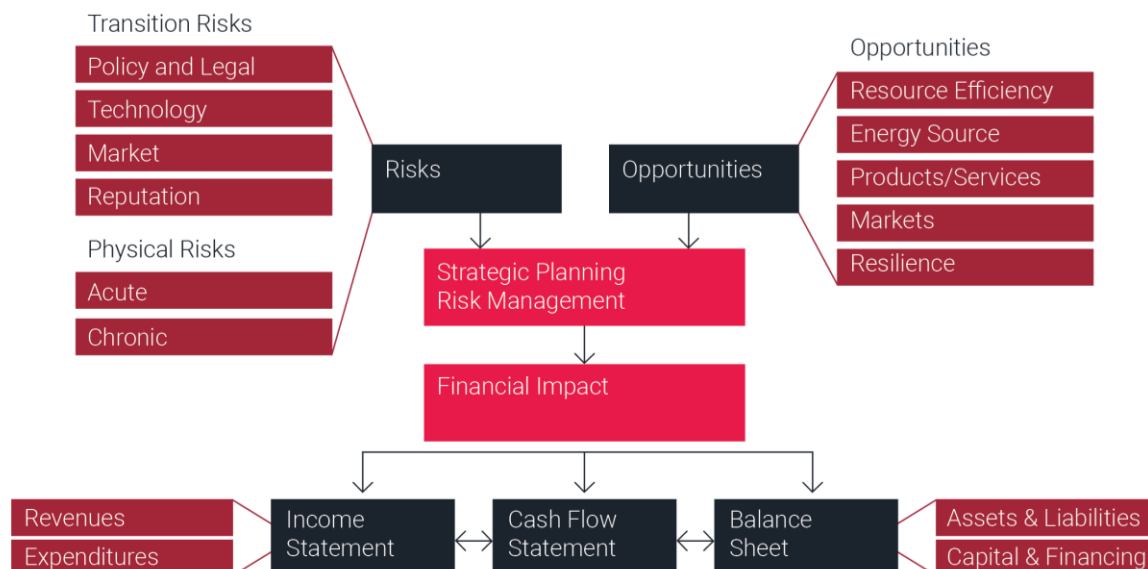 Transition Risks
Policy and Legal
Technology
Market
Reputation
Physical Risks
Acute
Chronic
Risks
Opportunities
Opportunities
Resource Efficiency
Energy Source
Products/Services
Markets
Resilience
Strategic Planning
Risk Management
Financial Impact
Revenues
Expenditures
Income
Statement
Cash Flow
Statement
Balance
Sheet
Assets & Liabilities
Capital & Financing